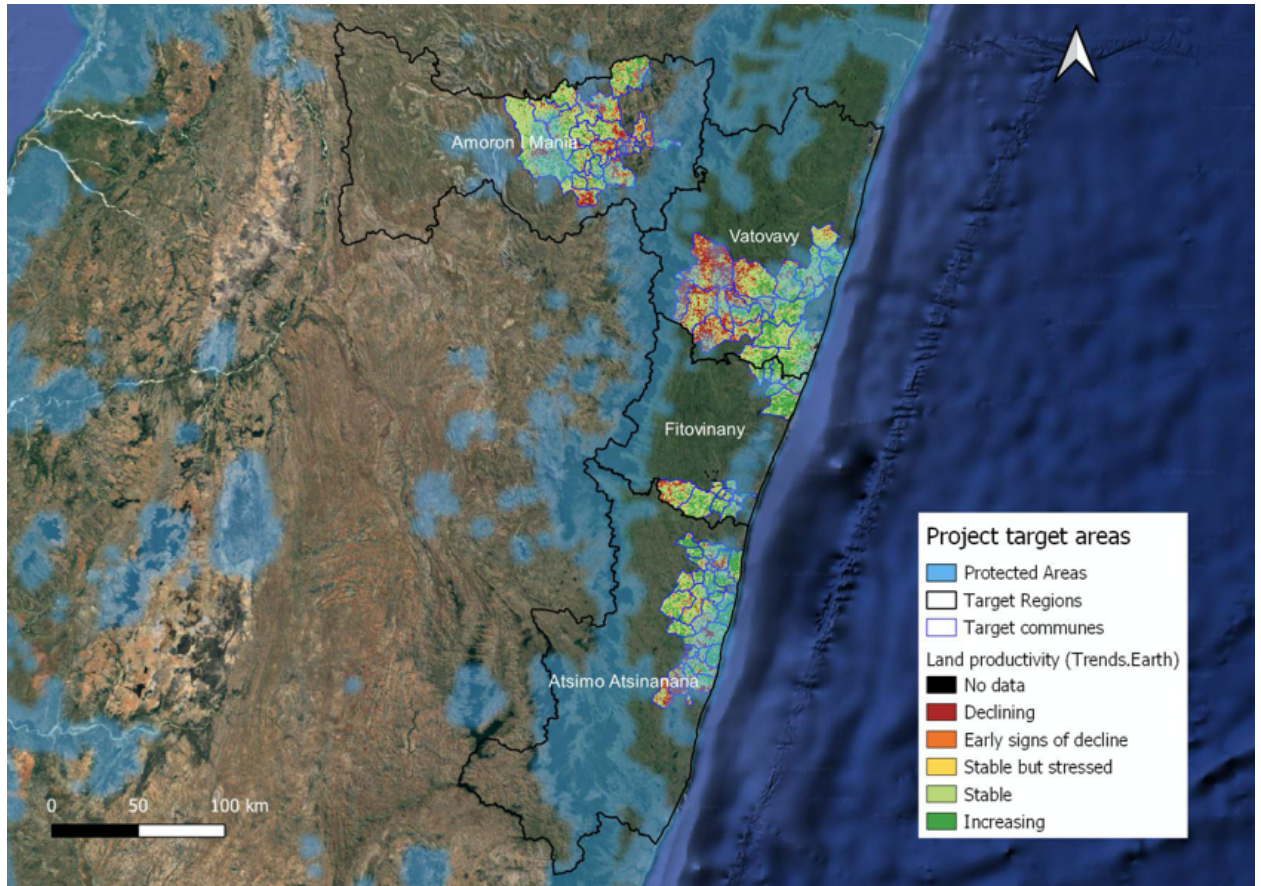 Amoron I Mania
Vatovavy
Fitovinany
Atsimo Atsinanana
Project target areas
Protected Areas
Target Regions
Target communes
Land productivity (Trends.Earth)
No data
Declining
Early signs of decline
Stable but stressed
Stable
Increasing
0 50 100 km